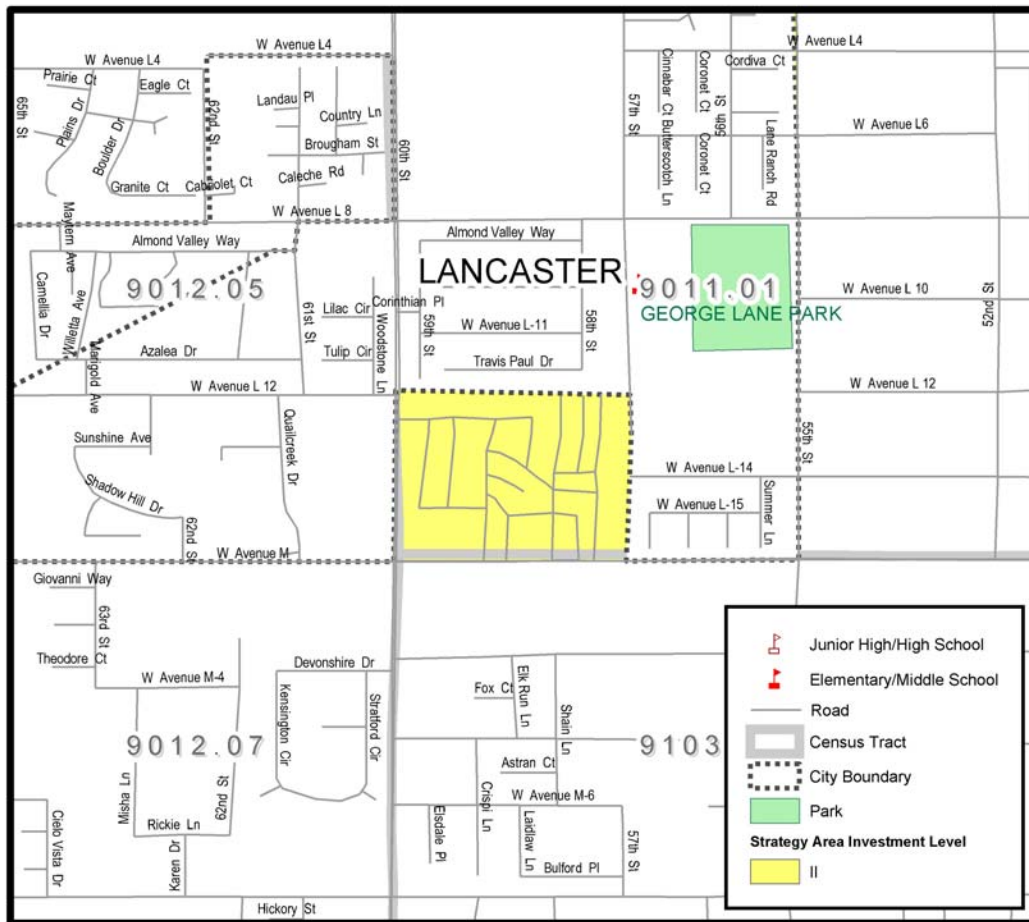 W Avenue L4
W Avenue L4
W Avenue L4
Prairie Ct
Eagle Ct
Cordiva Ct
65th St
Plains Dr
Boulder Dr
62nd St
Landau Pl
Country Ln
Brougham St
Caleche Rd
60th St
57th St
Cinnabar Ct
Butterscotch Ln
Coronet Ct
Coronet Ct
56th St
Lane Ranch Rd
W Avenue L6
Granite Ct
Cabriolet Ct
W Avenue L 8
Maytem Ave
Almond Valley Way
Almond Valley Way
LANCASTER
9012.05
9011.01
GEORGE LANE PARK
W Avenue L 10
52nd St
Camellia Dr
Willetta Ave
Marigold Ave
61st St
Lilac Cir
Corinthian Pl
Woodstone Ln
Tulip Cir
59th St
W Avenue L-11
58th St
Travis Paul Dr
Azalea Dr
W Avenue L 12
W Avenue L 12
Sunshine Ave
Quailcreek Dr
55th St
Shadow Hill Dr
62nd St
W Avenue L-14
W Avenue L-15
Summer Ln
W Avenue M
Giovanni Way
63rd St
Theodore Ct
W Avenue M-4
Devonshire Dr
Kensington Cir
Stratford Cir
Fox Ct
Elk Run Ln
Shain Ln
9012.07
9103
Misha Ln
62nd St
Astran Ct
Crispi Ln
W Avenue M-6
Rickie Ln
Cielo Vista Dr
Karen Dr
Elsdale Pl
Laidlaw Ln
Bulford Pl
57th St
Hickory St
Junior High/High School
Elementary/Middle School
Road
Census Tract
City Boundary
Park
Strategy Area Investment Level
II